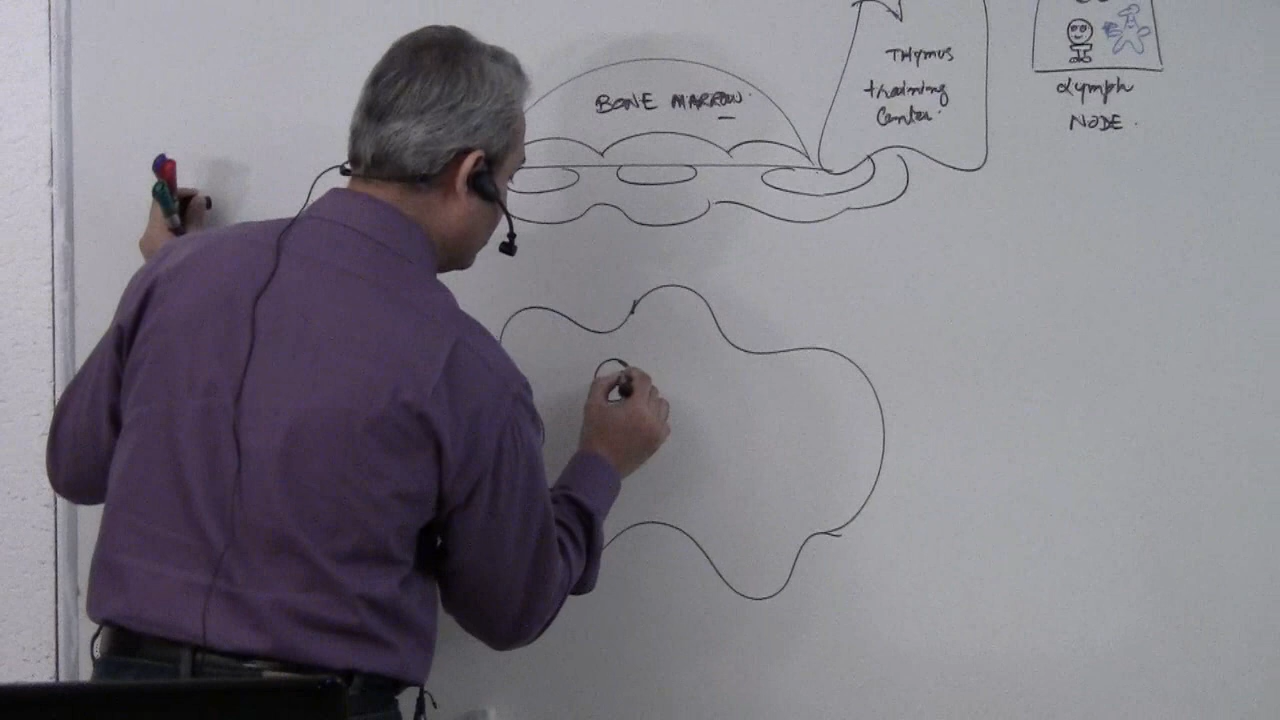 BONE MARROW
THYMUS
training
Center
Lymph
NODE.